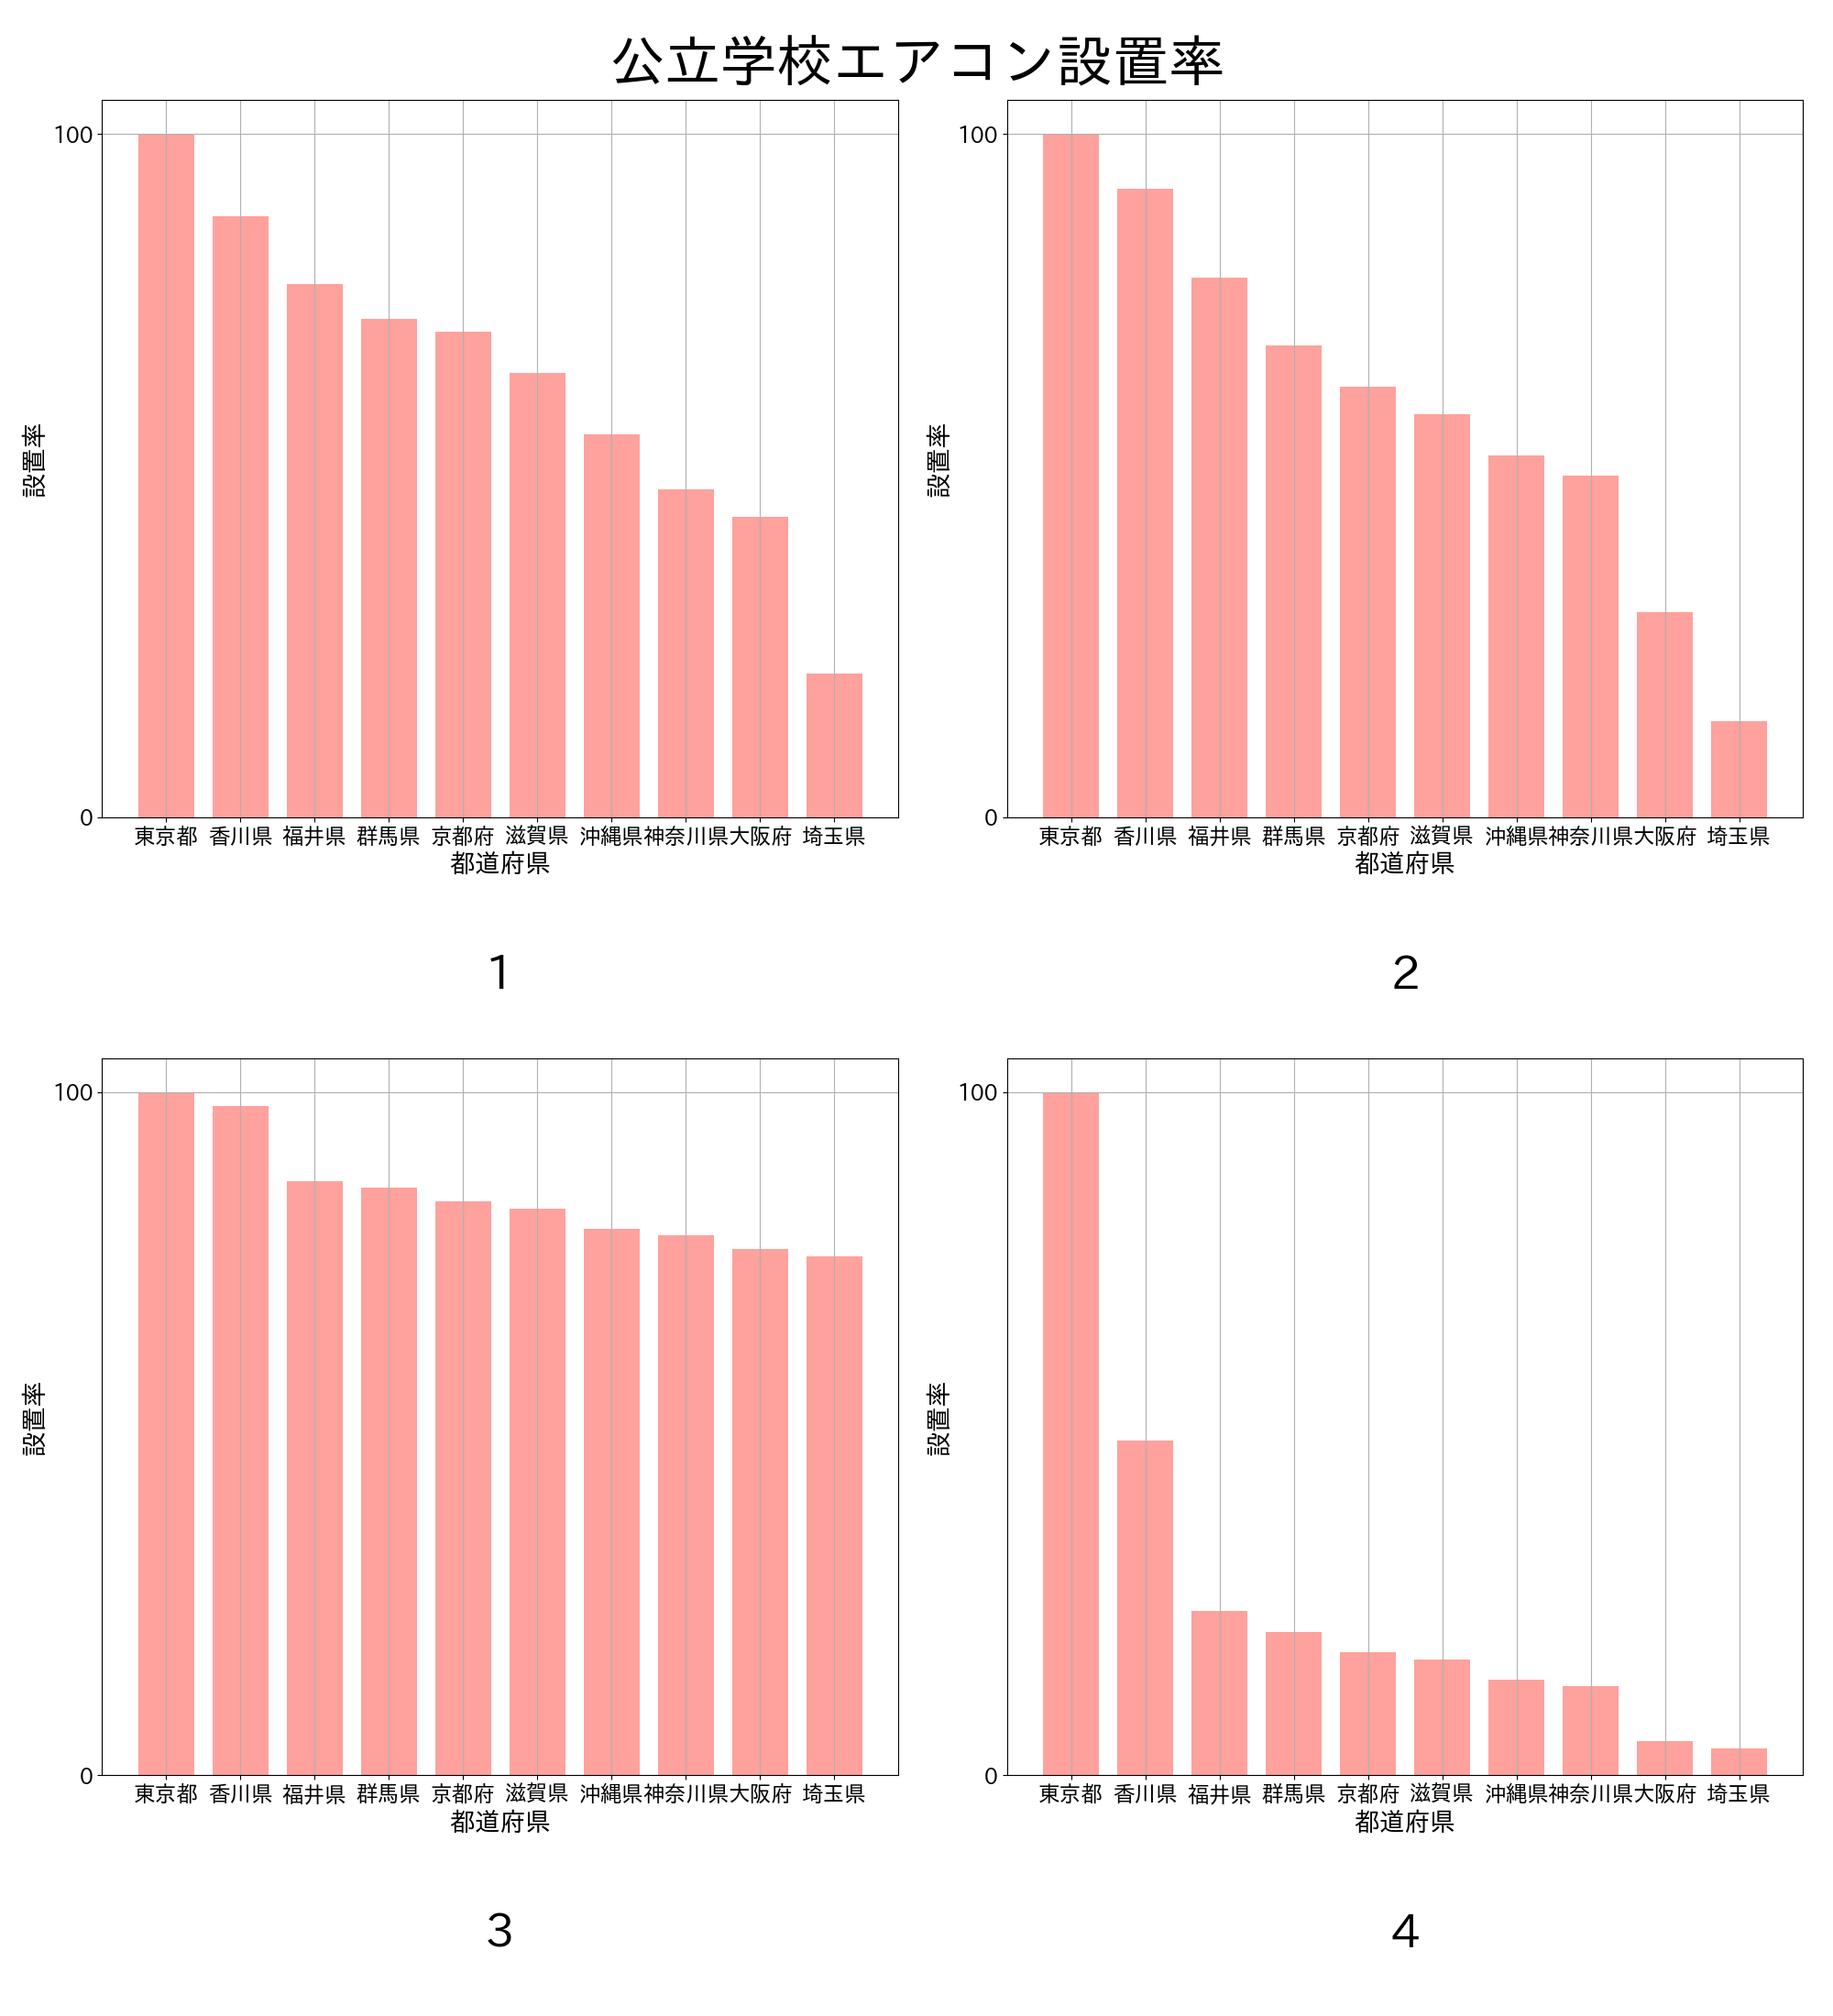 公立学校エアコン設置率
100
0
設置率
東京都 香川県 福井県 群馬県 京都府 滋賀県 沖縄県 神奈川県 大阪府 埼玉県
都道府県
1
100
0
設置率
東京都 香川県 福井県 群馬県 京都府 滋賀県 沖縄県 神奈川県 大阪府 埼玉県
都道府県
2
100
0
設置率
東京都 香川県 福井県 群馬県 京都府 滋賀県 沖縄県 神奈川県 大阪府 埼玉県
都道府県
3
100
0
設置率
東京都 香川県 福井県 群馬県 京都府 滋賀県 沖縄県 神奈川県 大阪府 埼玉県
都道府県
4